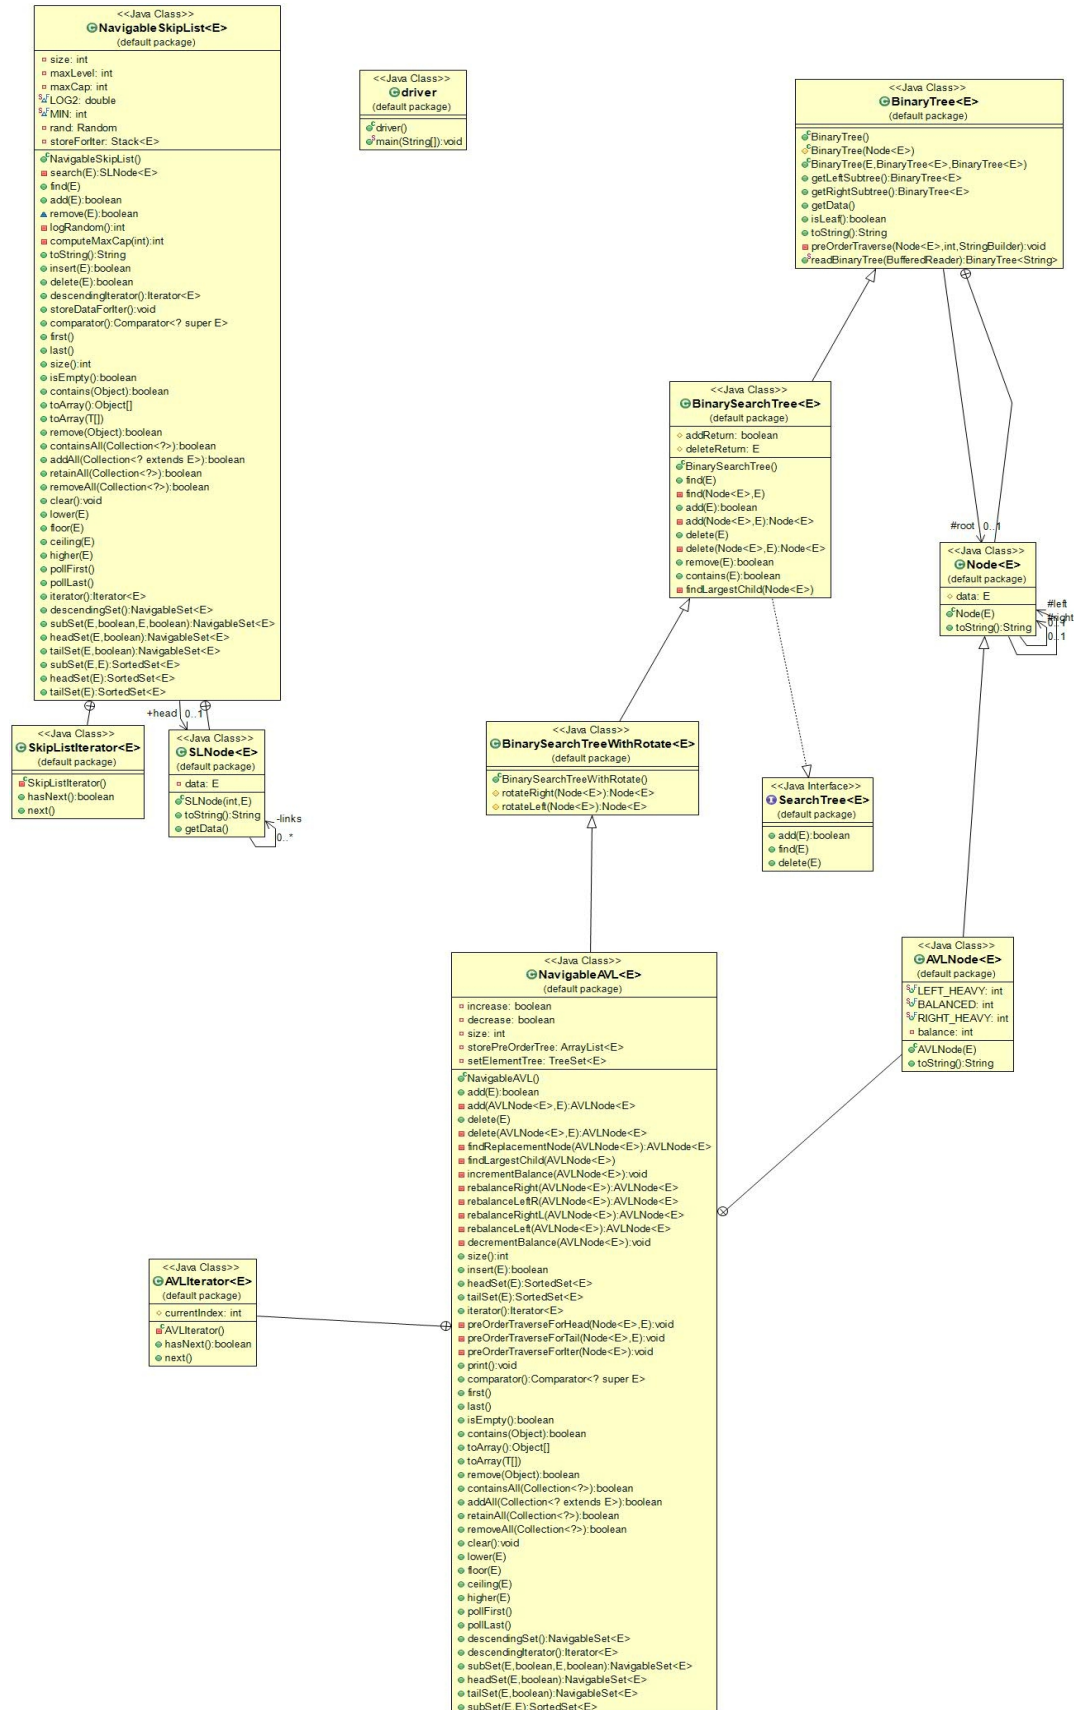 <<Java Class>>
NavigableSkipList<E>
(default package)
size: int
maxLevel: int
maxCap: int
LOG2: double
MIN: int
rand: Random
storeForIter: Stack<E>
NavigableSkipList()
search(E):SLNode<E>
find(E)
add(E):boolean
remove(E):boolean
logRandom():int
computeMaxCap(int):int
toString():String
insert(E):boolean
delete(E):boolean
descendingIterator():Iterator<E>
storeDataForIter():void
comparator():Comparator<? super E>
first()
last()
size():int
isEmpty():boolean
contains(Object):boolean
toArray():Object[]
toArray(T[])
remove(Object):boolean
containsAll(Collection<?>):boolean
addAll(Collection<? extends E>):boolean
retainAll(Collection<?>):boolean
removeAll(Collection<?>):boolean
clear():void
lower(E)
floor(E)
ceiling(E)
higher(E)
pollFirst()
pollLast()
iterator():Iterator<E>
descendingSet():NavigableSet<E>
subSet(E,boolean,E,boolean):NavigableSet<E>
headSet(E,boolean):NavigableSet<E>
tailSet(E,boolean):NavigableSet<E>
subSet(E,E):SortedSet<E>
headSet(E):SortedSet<E>
tailSet(E):SortedSet<E>
+head 0..1
<<Java Class>>
SkipListIterator<E>
(default package)
SkipListIterator()
hasNext():boolean
next()
<<Java Class>>
SLNode<E>
(default package)
data: E
SLNode(int,E)
toString():String
getData()
-links
0..*
<<Java Class>>
driver
(default package)
driver()
main(String[]):void
<<Java Class>>
BinaryTree<E>
(default package)
BinaryTree()
BinaryTree(Node<E>)
BinaryTree(E,BinaryTree<E>,BinaryTree<E>)
getLeftSubtree():BinaryTree<E>
getRightSubtree():BinaryTree<E>
getData()
isLeaf():boolean
toString():String
preOrderTraverse(Node<E>,int,StringBuilder):void
readBinaryTree(BufferedReader):BinaryTree<String>
<<Java Class>>
BinarySearchTree<E>
(default package)
addReturn: boolean
deleteReturn: E
BinarySearchTree()
find(E)
find(Node<E>,E)
add(E):boolean
add(Node<E>,E):Node<E>
delete(E)
delete(Node<E>,E):Node<E>
remove(E):boolean
contains(E):boolean
findLargestChild(Node<E>)
#root 0..1
<<Java Class>>
Node<E>
(default package)
data: E
Node(E)
toString():String
#left
#right
0..1
0..1
<<Java Class>>
BinarySearchTreeWithRotate<E>
(default package)
BinarySearchTreeWithRotate()
rotateRight(Node<E>):Node<E>
rotateLeft(Node<E>):Node<E>
<<Java Interface>>
SearchTree<E>
(default package)
add(E):boolean
find(E)
delete(E)
<<Java Class>>
AVLNode<E>
(default package)
LEFT_HEAVY: int
BALANCED: int
RIGHT_HEAVY: int
balance: int
AVLNode(E)
toString():String
<<Java Class>>
NavigableAVL<E>
(default package)
increase: boolean
decrease: boolean
size: int
storePreOrderTree: ArrayList<E>
setElementTree: TreeSet<E>
NavigableAVL()
add(E):boolean
add(AVLNode<E>,E):AVLNode<E>
delete(E)
delete(AVLNode<E>,E):AVLNode<E>
findReplacementNode(AVLNode<E>):AVLNode<E>
findLargestChild(AVLNode<E>)
incrementBalance(AVLNode<E>):void
rebalanceRight(AVLNode<E>):AVLNode<E>
rebalanceLeftR(AVLNode<E>):AVLNode<E>
rebalanceRightL(AVLNode<E>):AVLNode<E>
rebalanceLeft(AVLNode<E>):AVLNode<E>
decrementBalance(AVLNode<E>):void
size():int
insert(E):boolean
headSet(E):SortedSet<E>
tailSet(E):SortedSet<E>
iterator():Iterator<E>
preOrderTraverseForHead(Node<E>,E):void
preOrderTraverseForTail(Node<E>,E):void
preOrderTraverseForIter(Node<E>):void
print():void
comparator():Comparator<? super E>
first()
last()
isEmpty():boolean
contains(Object):boolean
toArray():Object[]
toArray(T[])
remove(Object):boolean
containsAll(Collection<?>):boolean
addAll(Collection<? extends E>):boolean
retainAll(Collection<?>):boolean
removeAll(Collection<?>):boolean
clear():void
lower(E)
floor(E)
ceiling(E)
higher(E)
pollFirst()
pollLast()
descendingSet():NavigableSet<E>
descendingIterator():Iterator<E>
subSet(E,boolean,E,boolean):NavigableSet<E>
headSet(E,boolean):NavigableSet<E>
tailSet(E,boolean):NavigableSet<E>
subSet(E,E):SortedSet<E>
<<Java Class>>
AVLIterator<E>
(default package)
currentIndex: int
AVLIterator()
hasNext():boolean
next()